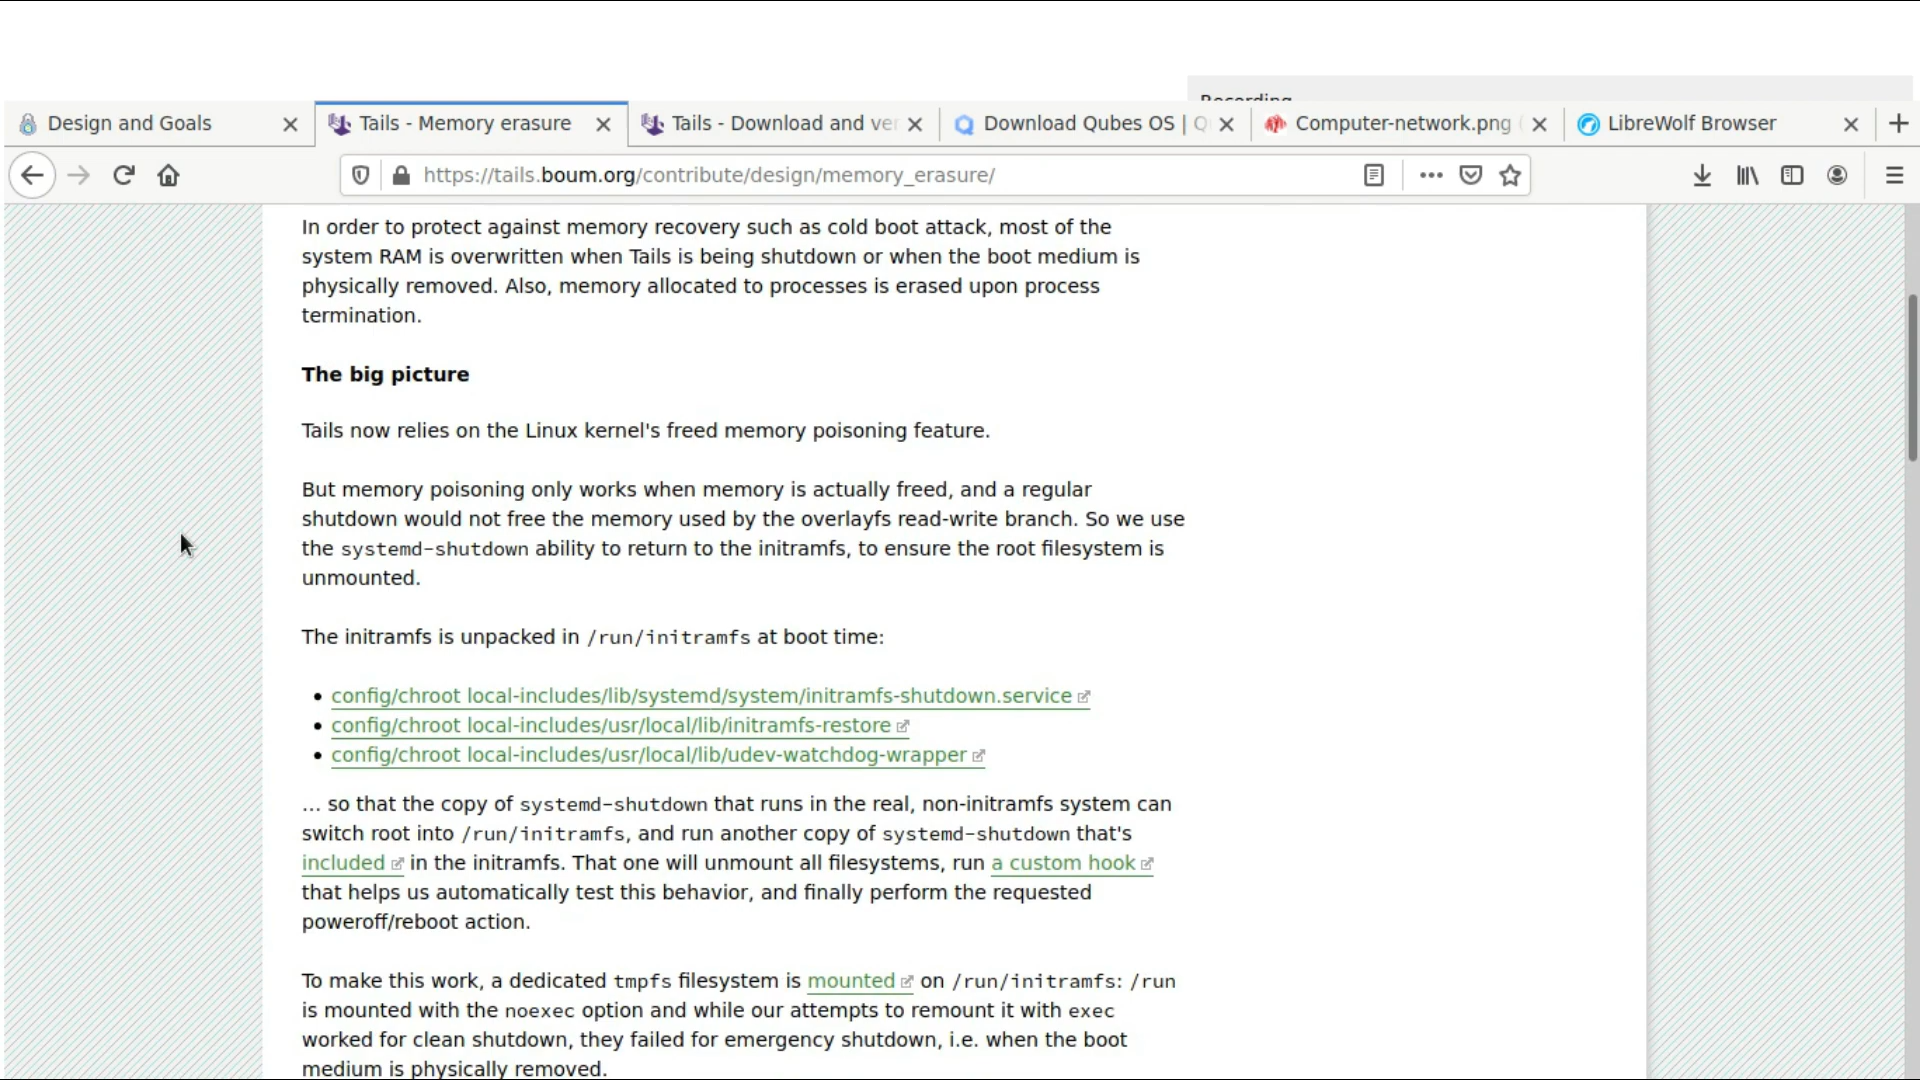 Recording
Design and Goals
Tails - Memory erasure
Tails - Download and ver
Download Qubes OS | Q
Computer-network.png (
LibreWolf Browser
https://tails.boum.org/contribute/design/memory_erasure/
In order to protect against memory recovery such as cold boot attack, most of the
system RAM is overwritten when Tails is being shutdown or when the boot medium is
physically removed. Also, memory allocated to processes is erased upon process
termination.
The big picture
Tails now relies on the Linux kernel's freed memory poisoning feature.
But memory poisoning only works when memory is actually freed, and a regular
shutdown would not free the memory used by the overlayfs read-write branch. So we use
the systemd-shutdown ability to return to the initramfs, to ensure the root filesystem is
unmounted.
The initramfs is unpacked in /run/initramfs at boot time:
• config/chroot local-includes/lib/systemd/system/initramfs-shutdown.service
• config/chroot local-includes/usr/local/lib/initramfs-restore
• config/chroot local-includes/usr/local/lib/udev-watchdog-wrapper
... so that the copy of systemd-shutdown that runs in the real, non-initramfs system can
switch root into /run/initramfs, and run another copy of systemd-shutdown that's
included in the initramfs. That one will unmount all filesystems, run a custom hook
that helps us automatically test this behavior, and finally perform the requested
poweroff/reboot action.
To make this work, a dedicated tmpfs filesystem is mounted on /run/initramfs: /run
is mounted with the noexec option and while our attempts to remount it with exec
worked for clean shutdown, they failed for emergency shutdown, i.e. when the boot
medium is physically removed.